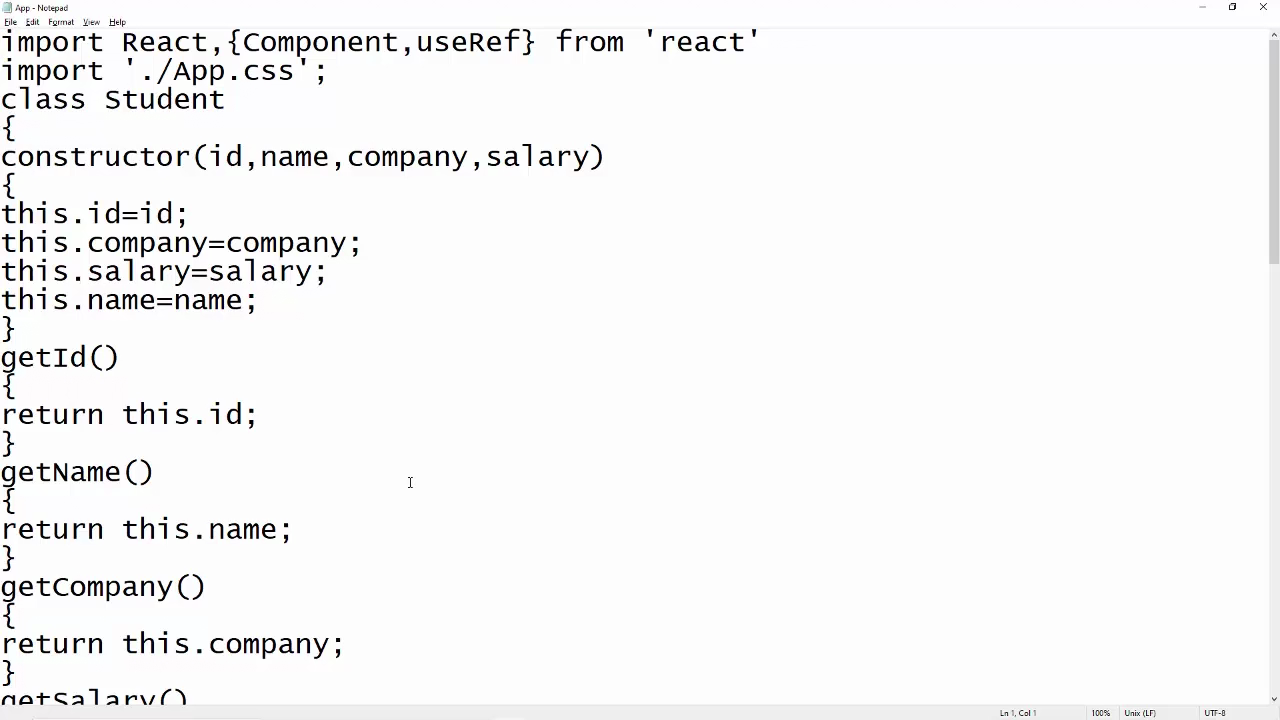 App - Notepad
File Edit Format View Help
import React,{Component,useRef} from 'react'
import './App.css';
class Student
{
constructor(id,name,company,salary)
{
this.id=id;
this.company=company;
this.salary=salary;
this.name=name;
}
getId()
{
return this.id;
}
getName()
{
return this.name;
}
getCompany()
{
return this.company;
}
getSalary()
Ln 1, Col 1 100% Unix (LF) UTF-8